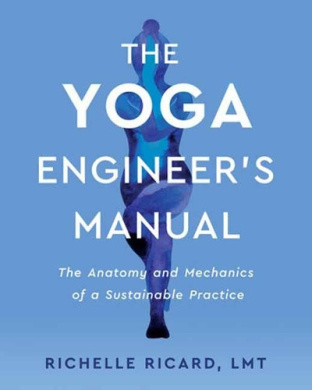 THE
YOGA
ENGINEER'S
MANUAL
The Anatomy and Mechanics
of a Sustainable Practice
RICHELLE RICARD, LMT